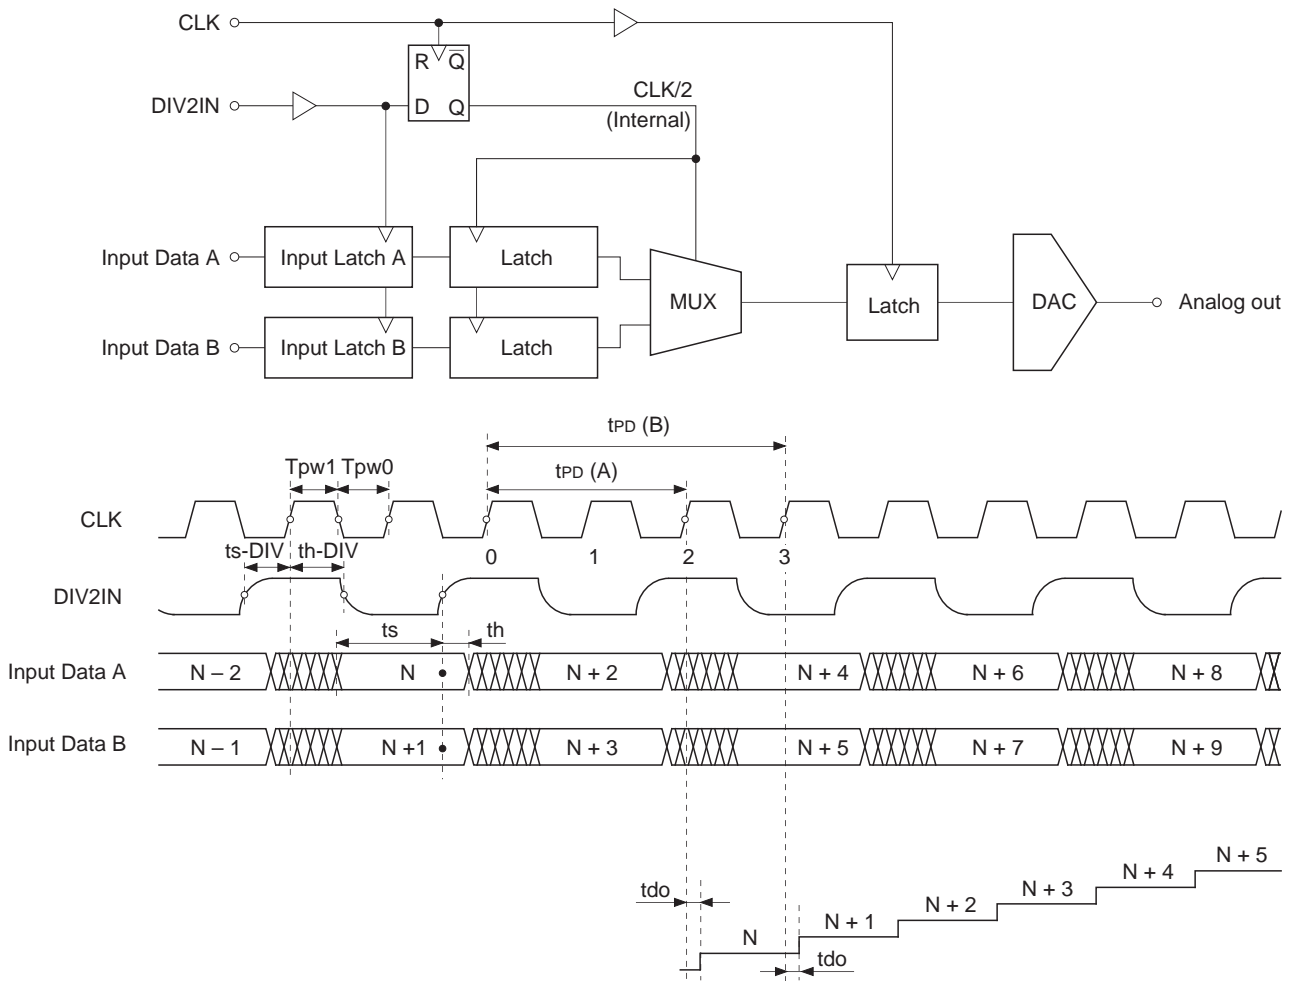 CLK
R Q
DIV2IN
D Q
CLK/2
(Internal)
Input Data A
Input Latch A
Latch
MUX
Latch
DAC
Analog out
Input Data B
Input Latch B
Latch
tPD (B)
Tpw1 Tpw0
tPD (A)
CLK
ts-DIV th-DIV
0 1 2 3
DIV2IN
ts th
Input Data A
N – 2 N N + 2 N + 4 N + 6 N + 8
Input Data B
N – 1 N +1 N + 3 N + 5 N + 7 N + 9
N + 5
N + 4
N + 3
tdo
N + 2
N + 1
N
tdo